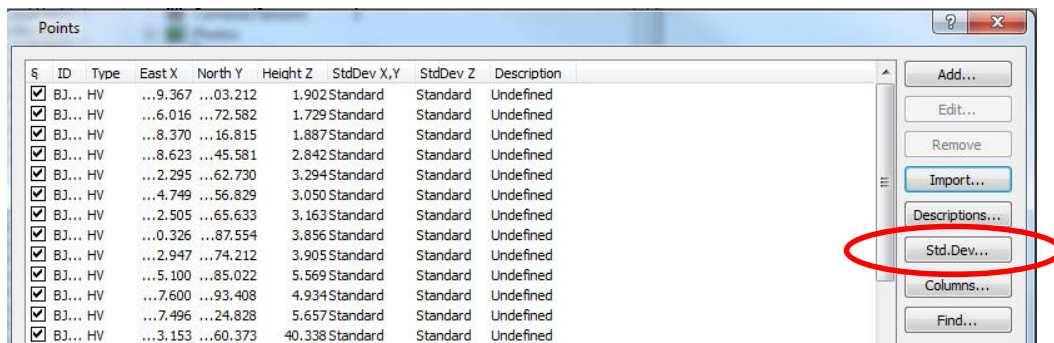 Points
? X
§ ID Type East X North Y Height Z StdDev X,Y StdDev Z Description
BJ... HV ...9.367 ...03.212 1.902 Standard Standard Undefined
BJ... HV ...6.016 ...72.582 1.729 Standard Standard Undefined
BJ... HV ...8.370 ...16.815 1.887 Standard Standard Undefined
BJ... HV ...8.623 ...45.581 2.842 Standard Standard Undefined
BJ... HV ...2.295 ...62.730 3.294 Standard Standard Undefined
BJ... HV ...4.749 ...56.829 3.050 Standard Standard Undefined
BJ... HV ...2.505 ...65.633 3.163 Standard Standard Undefined
BJ... HV ...0.326 ...87.554 3.856 Standard Standard Undefined
BJ... HV ...2.947 ...74.212 3.905 Standard Standard Undefined
BJ... HV ...5.100 ...85.022 5.569 Standard Standard Undefined
BJ... HV ...7.600 ...93.408 4.934 Standard Standard Undefined
BJ... HV ...7.496 ...24.828 5.657 Standard Standard Undefined
BJ... HV ...3.153 ...60.373 40.338 Standard Standard Undefined
Add...
Edit...
Remove
Import...
Descriptions...
Std.Dev...
Columns...
Find...